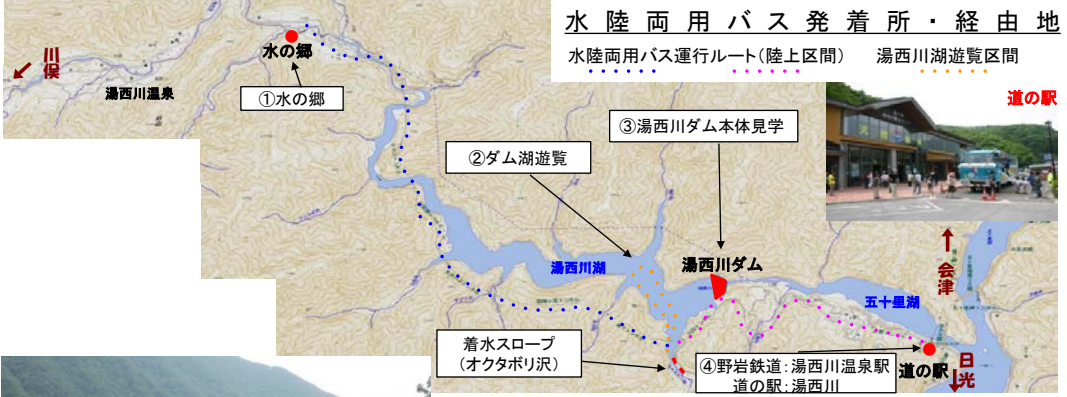 水陸両用バス発着所・経由地
水陸両用バス運行ルート(陸上区間)
湯西川湖遊覧区間
道の駅
川俣
水の郷
湯西川温泉
①水の郷
③湯西川ダム本体見学
②ダム湖遊覧
湯西川湖
湯西川ダム
会津
五十里湖
着水スロープ
(オクタボリ沢)
④野岩鉄道:湯西川温泉駅
道の駅:湯西川
道の駅
日光